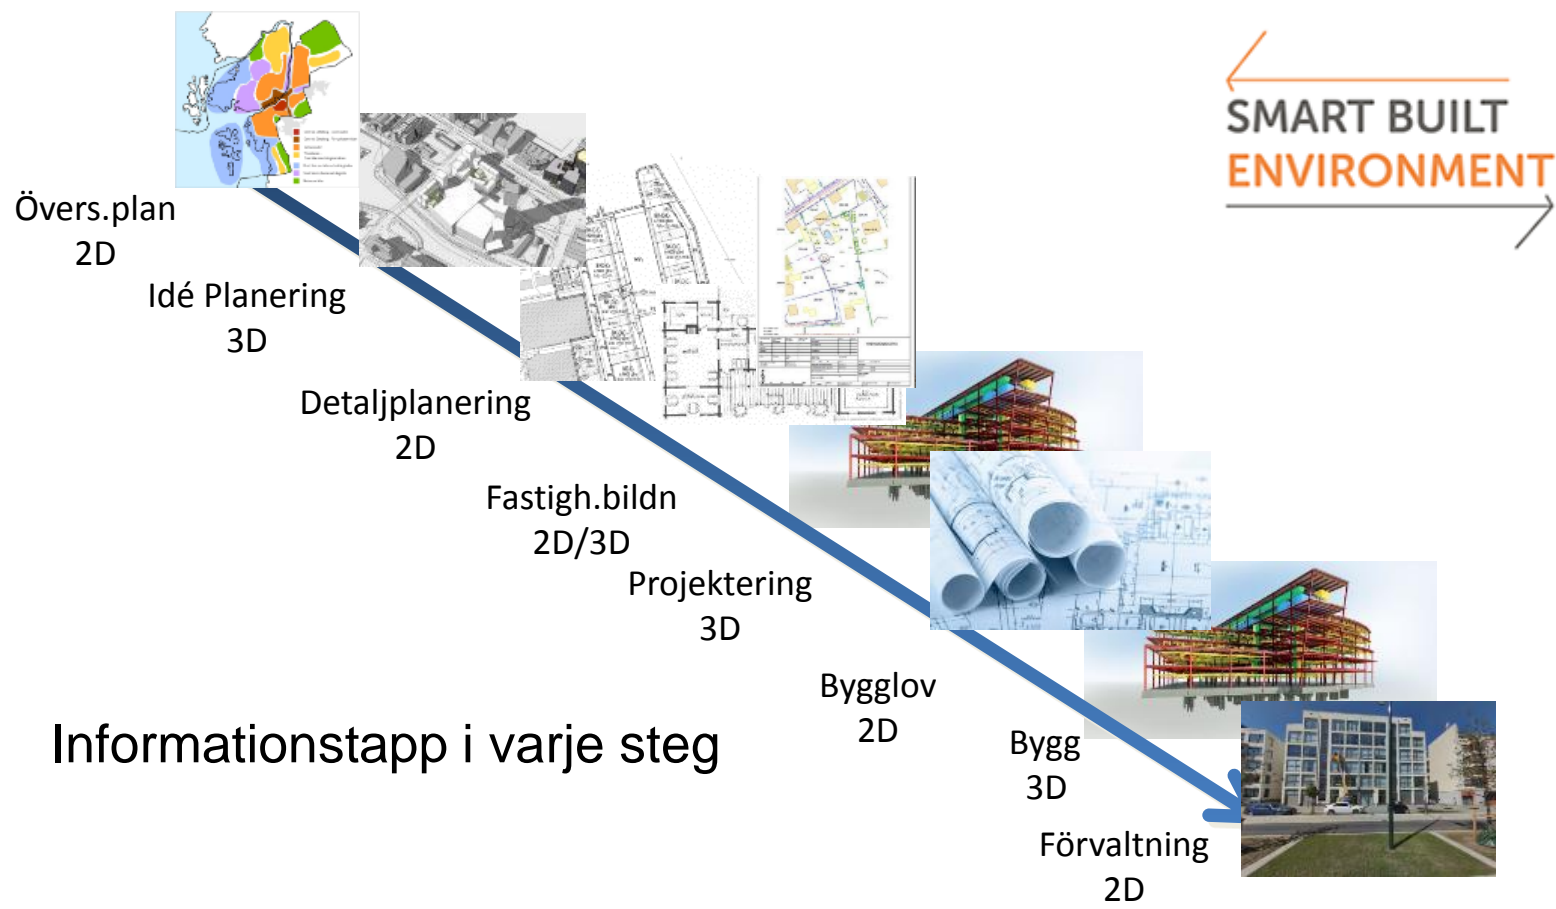 SMART BUILT
ENVIRONMENT
Övers.plan
2D
Idé Planering
3D
Detaljplanering
2D
Fastigh.bildn
2D/3D
Projektering
3D
Bygglov
2D
Bygg
3D
Förvaltning
2D
Informationstapp i varje steg